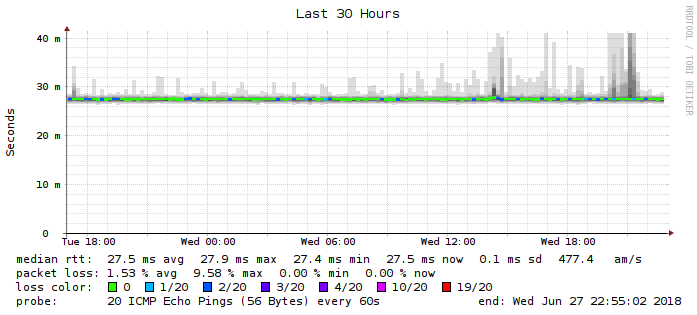 Last 30 Hours
RRDTOOL / TOBI OETIKER
Seconds
40 m
30 m
20 m
10 m
0
Tue 18:00 Wed 00:00 Wed 06:00 Wed 12:00 Wed 18:00
median rtt: 27.5 ms avg 27.9 ms max 27.4 ms min 27.5 ms now 0.1 ms sd 477.4 am/s
packet loss: 1.53 % avg 9.58 % max 0.00 % min 0.00 % now
loss color: 0 1/20 2/20 3/20 4/20 10/20 19/20
probe: 20 ICMP Echo Pings (56 Bytes) every 60s end: Wed Jun 27 22:55:02 2018